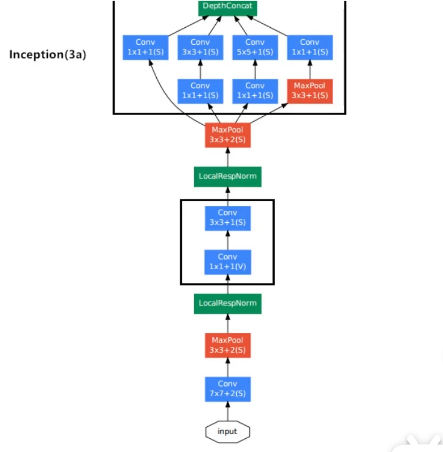 DepthConcat
Conv
1x1+1(S)
Conv
3x3+1(S)
Conv
5x5+1(S)
Conv
1x1+1(S)
Inception(3a)
Conv
1x1+1(S)
Conv
1x1+1(S)
MaxPool
3x3+1(S)
MaxPool
3x3+2(S)
LocalRespNorm
Conv
3x3+1(S)
Conv
1x1+1(V)
LocalRespNorm
MaxPool
3x3+2(S)
Conv
7x7+2(S)
input